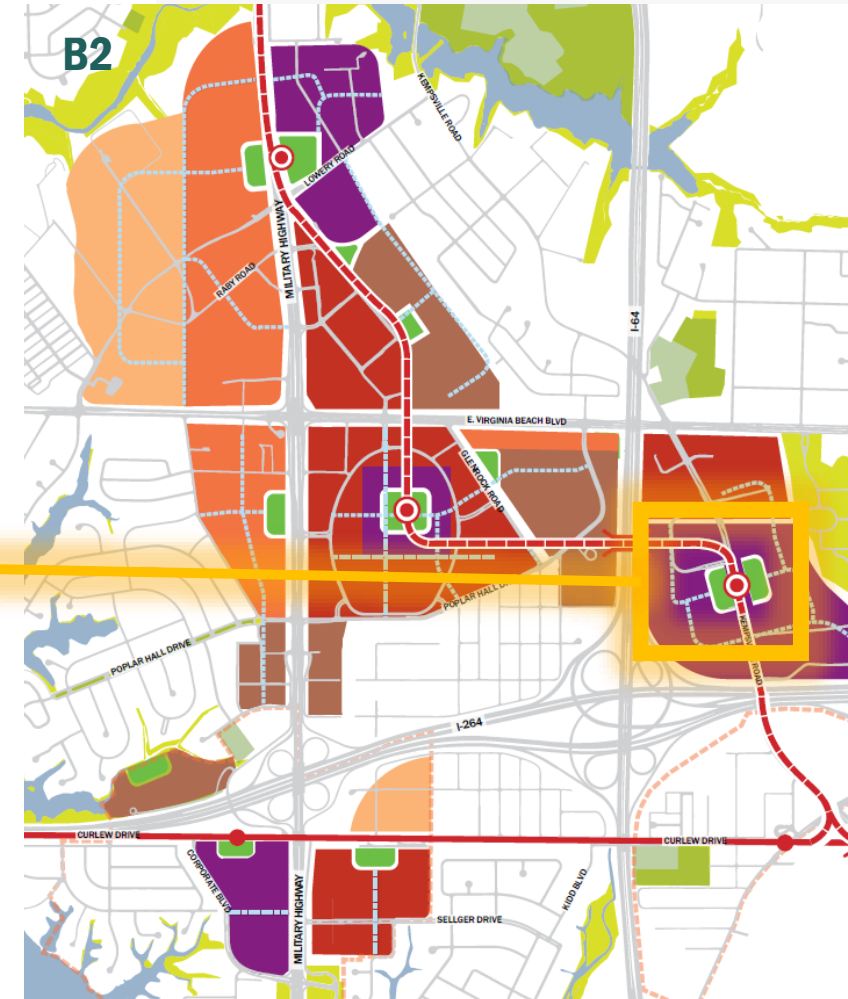 B2
KEMPSVILLE ROAD
LOWERY ROAD
MILITARY HIGHWAY
RABY ROAD
I-64
E. VIRGINIA BEACH BLVD
GLENROCK ROAD
POPLAR HALL D
KEMPSV ROAD
POPLAR HALL DRIVE
I-264
CURLEW DRIVE
CURLEW DRIVE
CORPORATE BLVD
MILITARY HIGHWAY
KIDD BLVD
SELLGER DRIVE